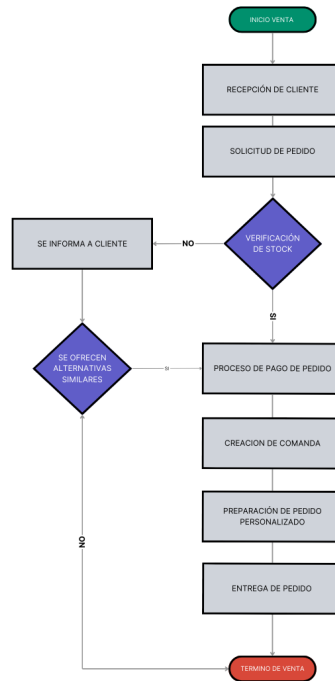 INICIO VENTA
RECEPCIÓN DE CLIENTE
SOLICITUD DE PEDIDO
VERIFICACIÓN
DE STOCK
NO
SE INFORMA A CLIENTE
SI
SE OFRECEN
ALTERNATIVAS
SIMILARES
SI
PROCESO DE PAGO DE PEDIDO
CREACION DE COMANDA
PREPARACIÓN DE PEDIDO
PERSONALIZADO
NO
ENTREGA DE PEDIDO
TERMINO DE VENTA